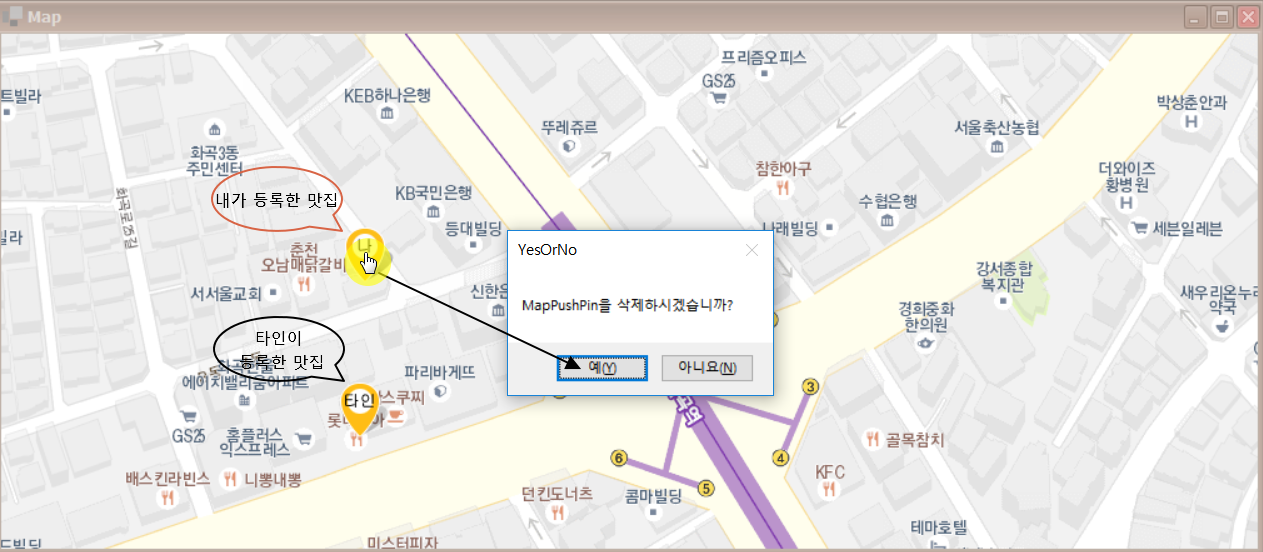 Map
프리즘오피스
GS25
KEB하나은행
트빌라
박상춘안과
뚜레쥬르
서울축산농협
화곡3동
주민센터
참한아구
더와이즈
황병원
내가 등록한 맛집
KB국민은행
화곡로25길
수협은행
등대빌딩
나래빌딩
세븐일레븐
빌라
나
춘천
오남매닭갈비
YesOrNo
강서종합
복지관
서서울교회
신한은
MapPushPin을 삭제하시겠습니까?
경희중화
한의원
새우리온누리
약국
타인이
등록한 맛집
예(Y)
아니요(N)
에이치밸리움아파트
파리바게뜨
타인
3
GS25
홈플러스
익스프레스
골목참치
6
4
5
배스킨라빈스
니뽕내뽕
KFC
던킨도너츠
콤마빌딩
테마호텔
드빌딩
미스터피자